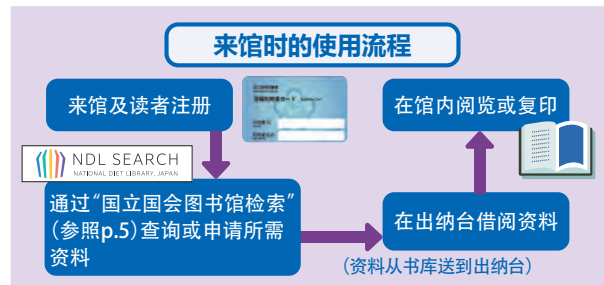 来馆时的使用流程
来馆及读者注册
在馆内阅览或复印
NDL SEARCH
NATIONAL DIET LIBRARY, JAPAN
通过“国立国会图书馆检索”
(参照p.5)查询或申请所需
资料
在出纳台借阅资料
(资料从书库送到出纳台)